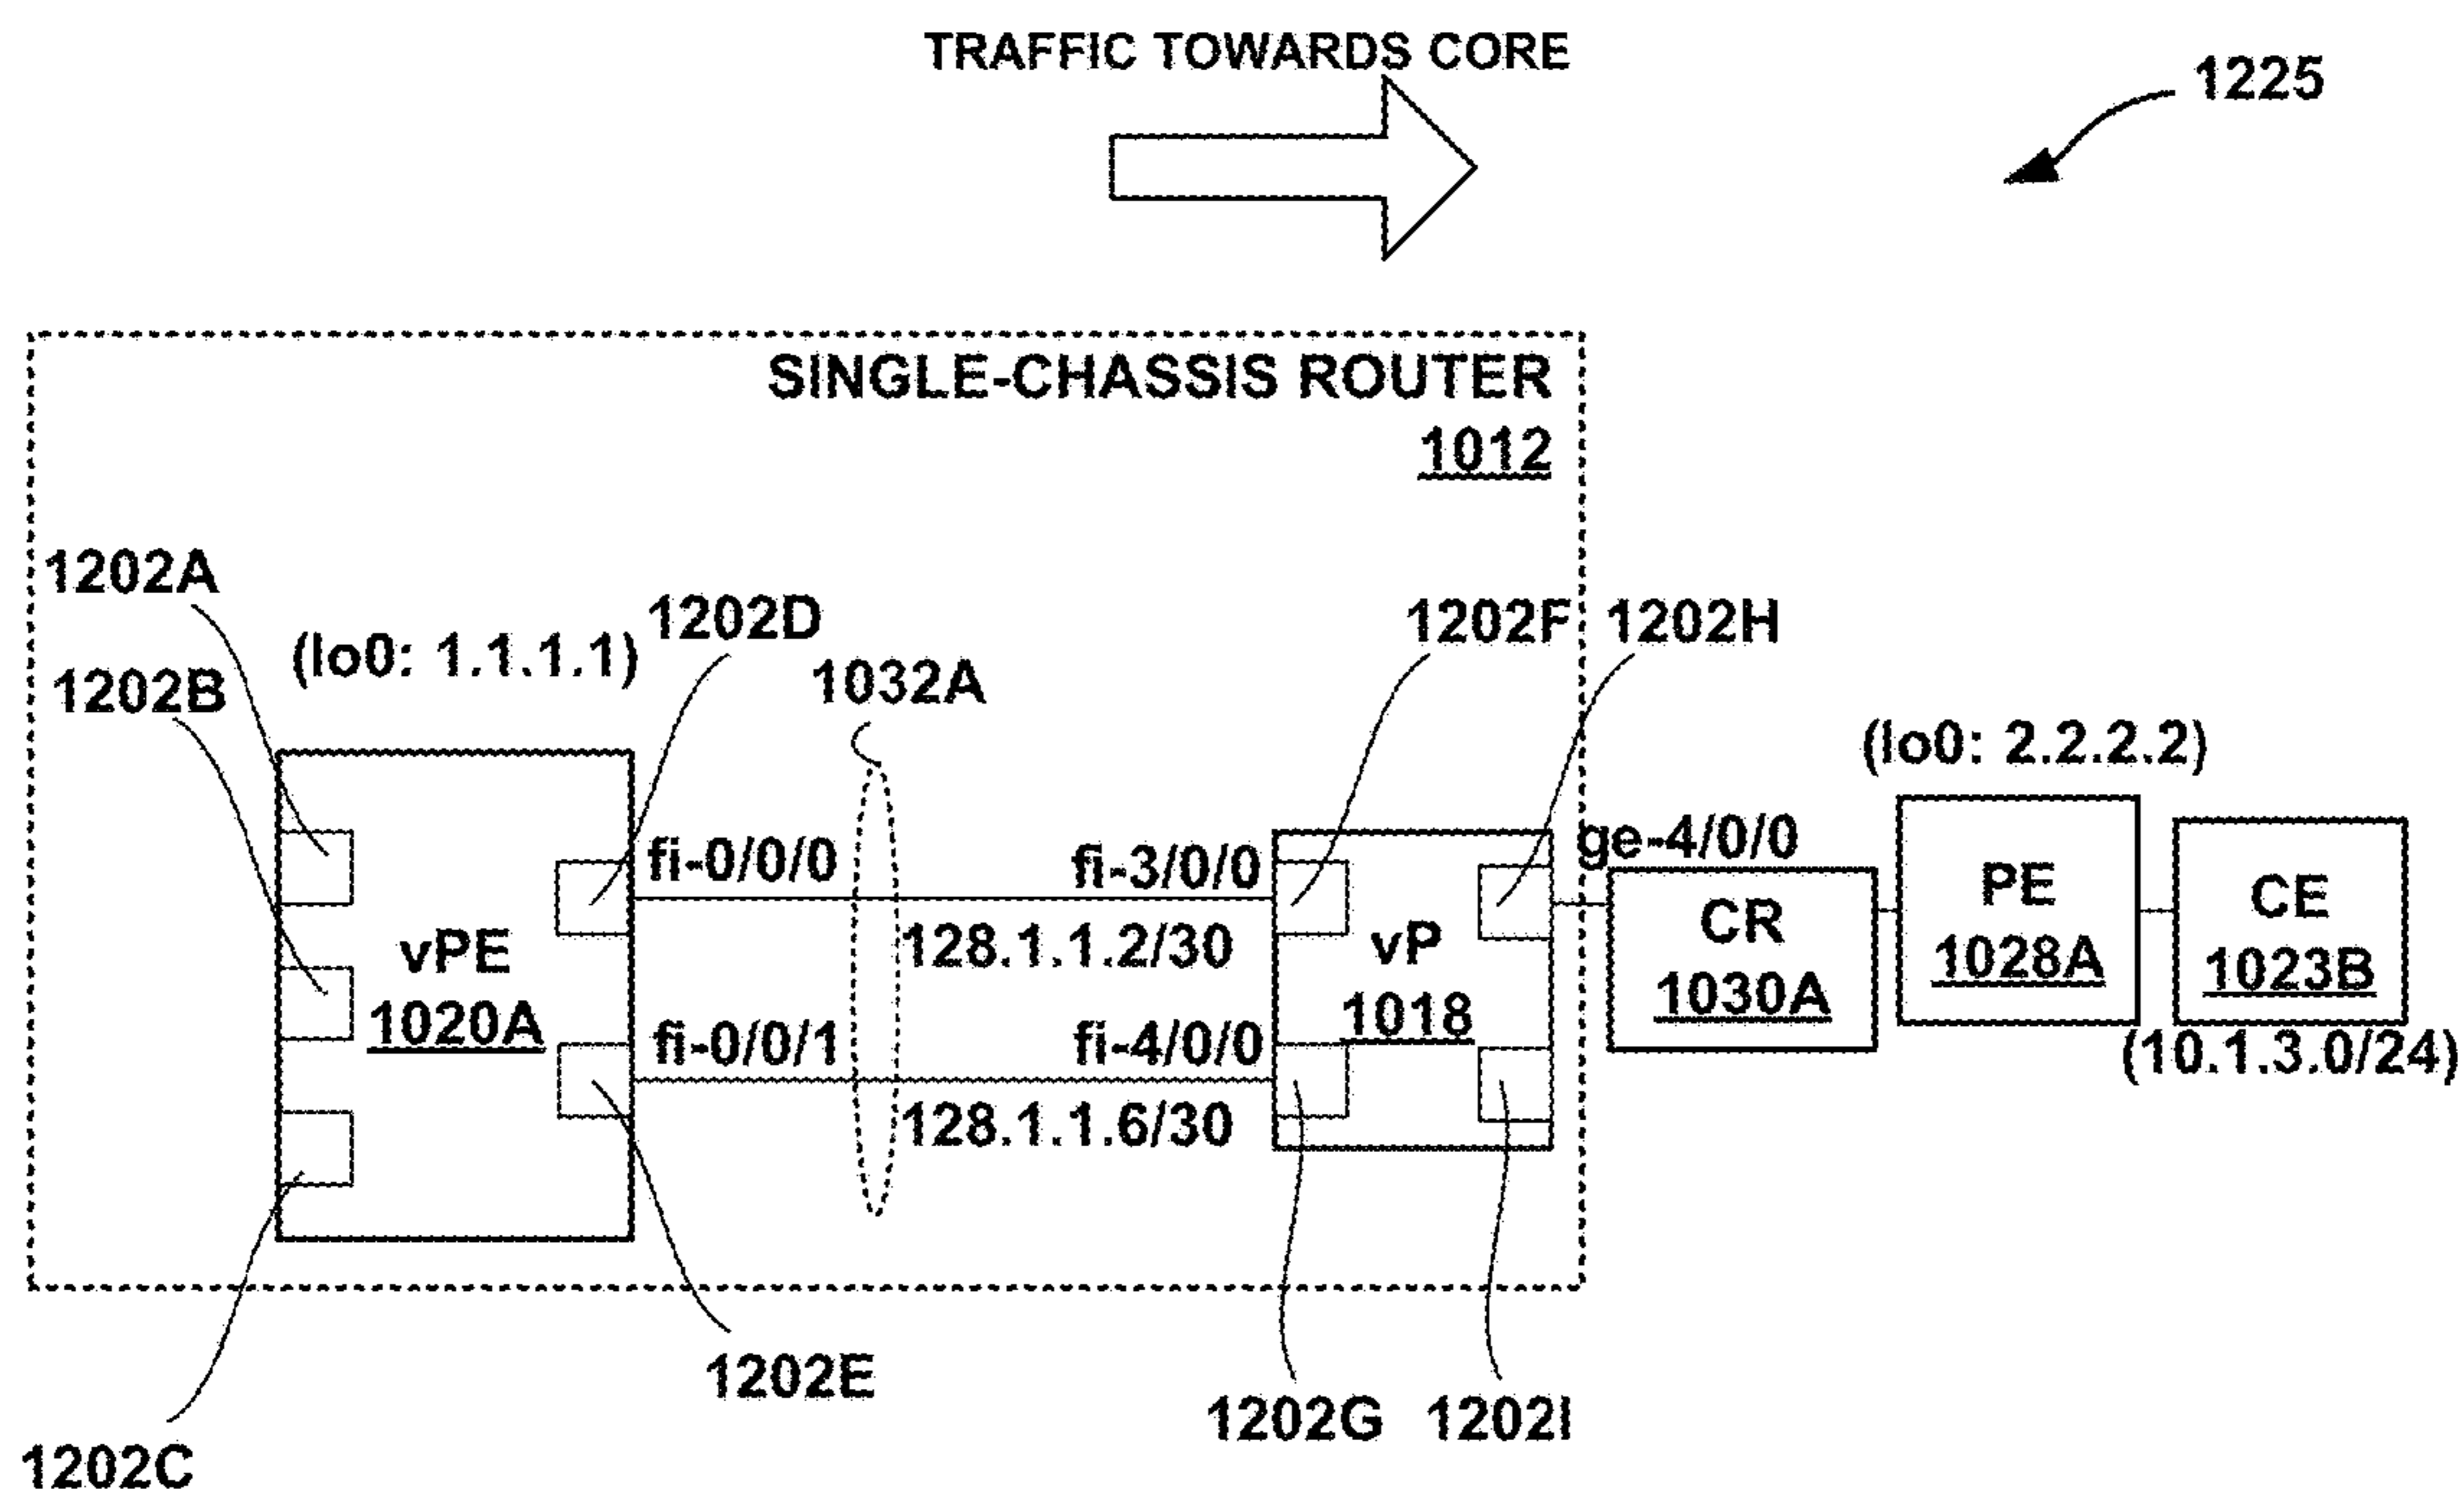 TRAFFIC TOWARDS CORE
1225
SINGLE-CHASSIS ROUTER
1012
1202A
1202B
(lo0: 1.1.1.1)
1202D
1032A
1202F
1202H
(lo0: 2.2.2.2)
fi-0/0/0
fi-3/0/0
ge-4/0/0
128.1.1.2/30
vPE
1020A
vP
1018
CR
1030A
PE
1028A
CE
1023B
(10.1.3.0/24)
fi-0/0/1
fi-4/0/0
128.1.1.6/30
1202E
1202G
1202I
1202C